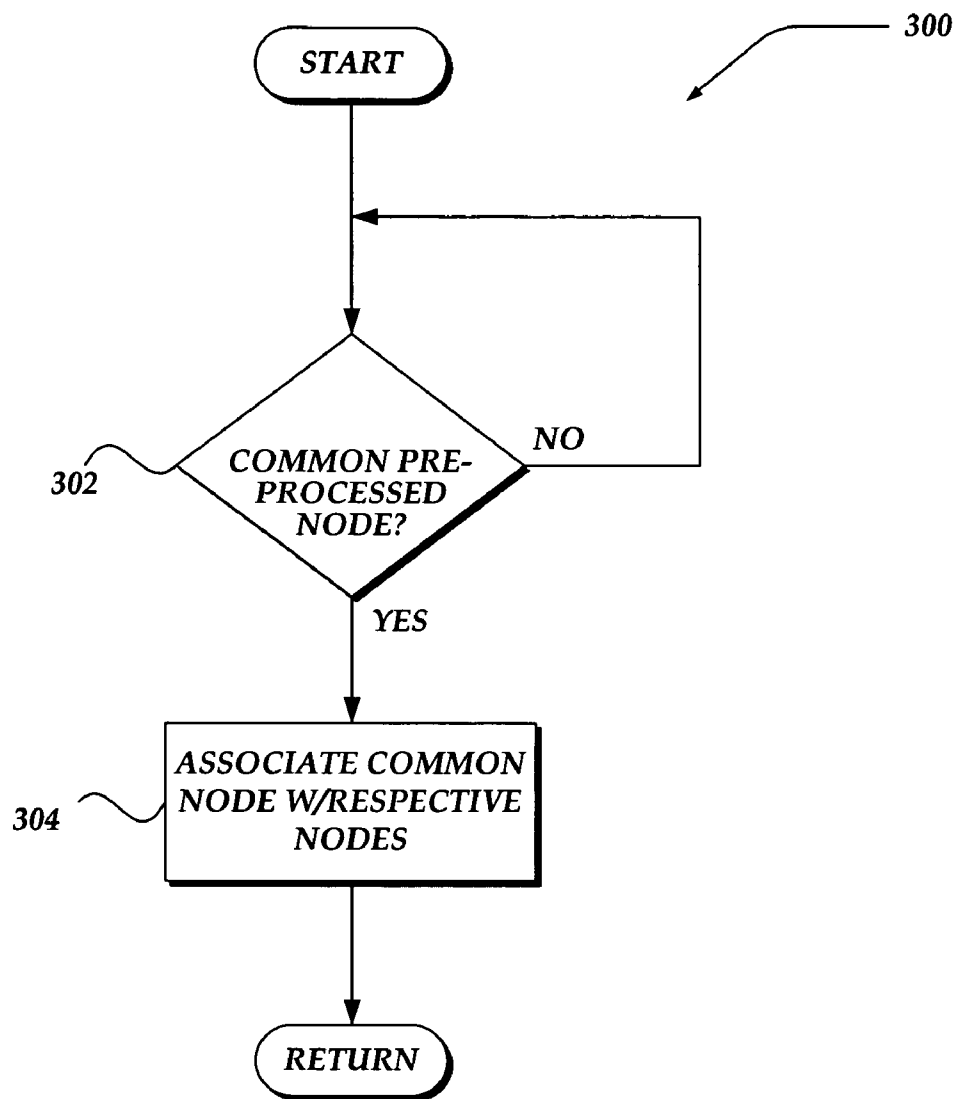 300
START
NO
302
COMMON PRE-
PROCESSED
NODE?
YES
ASSOCIATE COMMON
NODE W/RESPECTIVE
NODES
304
RETURN